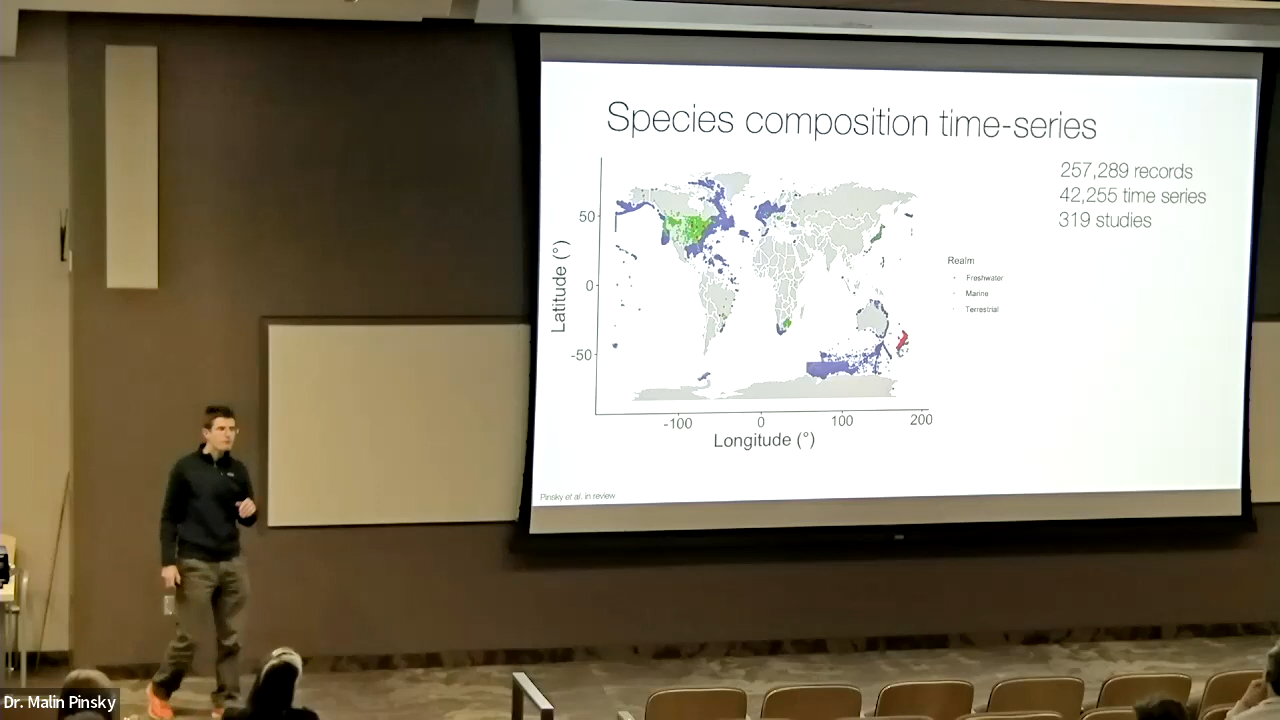 Species composition time-series
257,289 records
42,255 time series
319 studies
50
0
-50
Latitude (°)
-100
0
100
200
Longitude (°)
Realm
Freshwater
Marine
Terrestrial
Pinsky et al. in review
Dr. Malin Pinsky